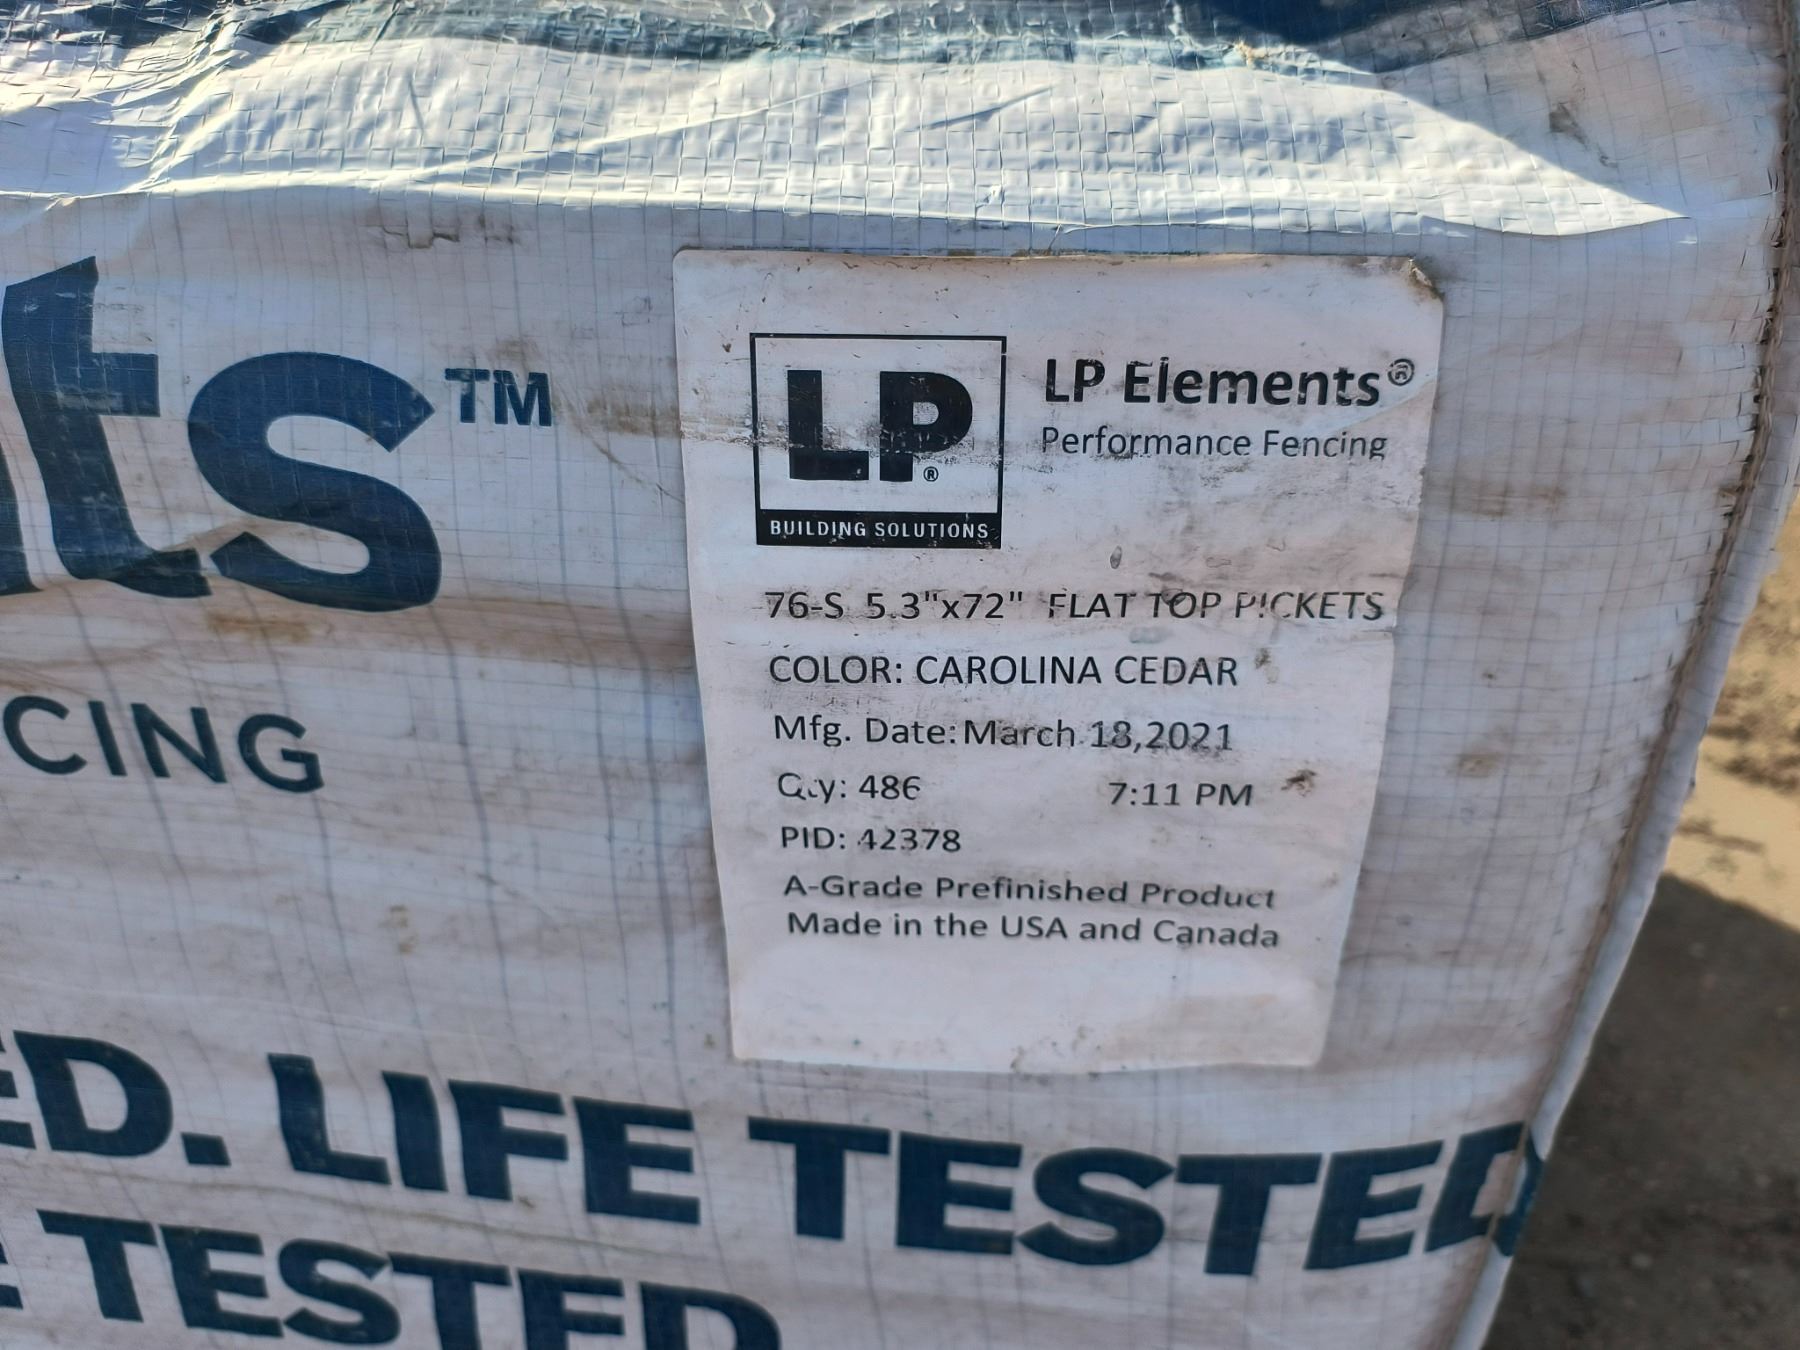 ts™
CING
LP®
BUILDING SOLUTIONS
LP Elements®
Performance Fencing
76-S 5.3"x72" FLAT TOP PICKETS
COLOR: CAROLINA CEDAR
Mfg. Date: March 18,2021
Qty: 486 7:11 PM
PID: 42378
A-Grade Prefinished Product
Made in the USA and Canada
ED. LIFE TESTED
E TESTED